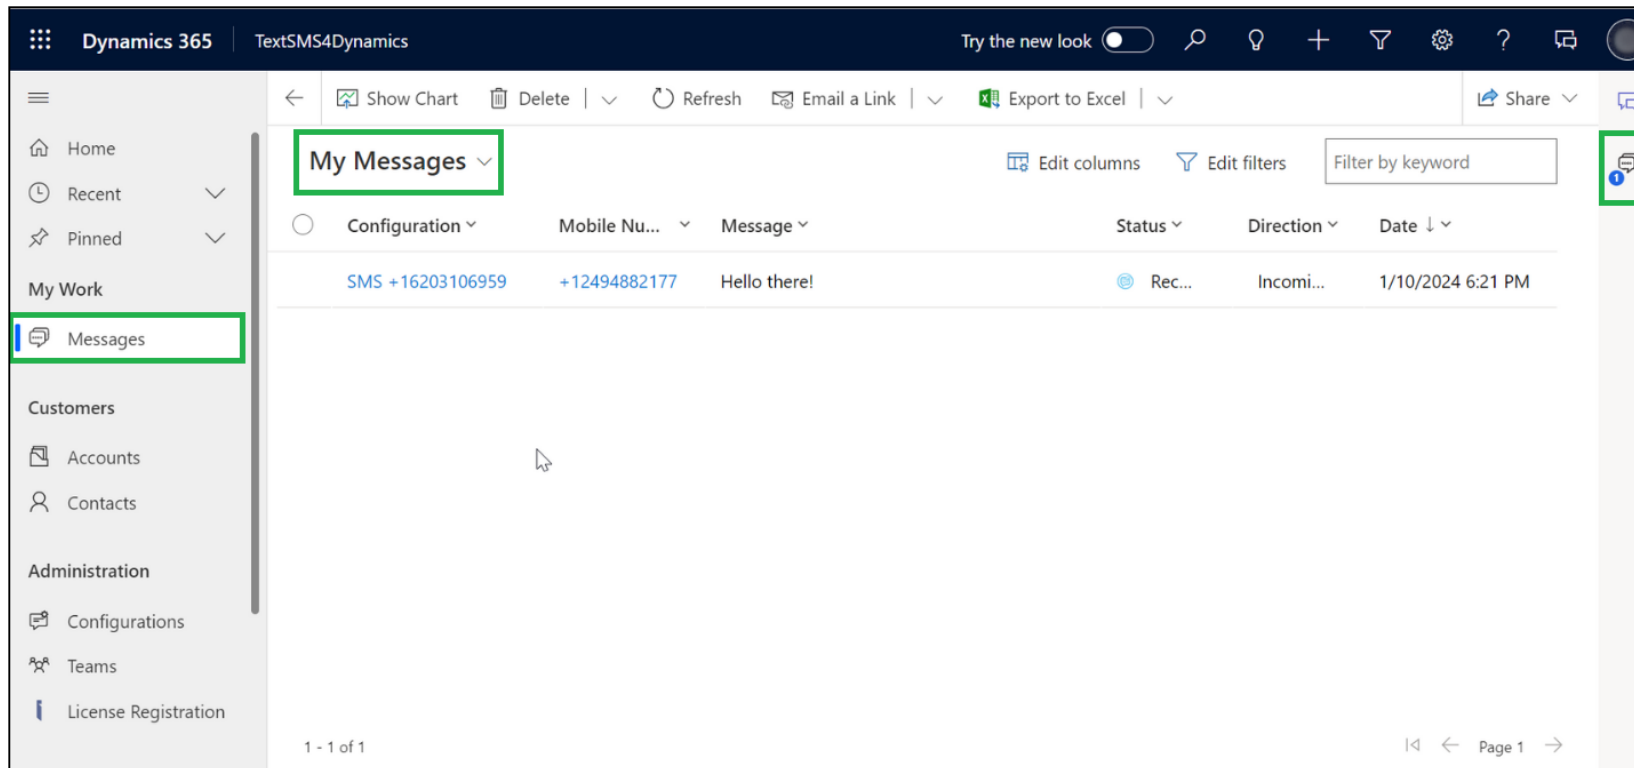 Dynamics 365 TextSMS4Dynamics Try the new look ?
Show Chart Delete Refresh Email a Link Export to Excel Share
Home
Recent
Pinned
My Work
Messages
Customers
Accounts
Contacts
Administration
Configurations
Teams
License Registration
My Messages Edit columns Edit filters Filter by keyword
1
Configuration Mobile Nu... Message Status Direction Date
SMS +16203106959 +12494882177 Hello there! Rec... Incomi... 1/10/2024 6:21 PM
1 - 1 of 1 Page 1